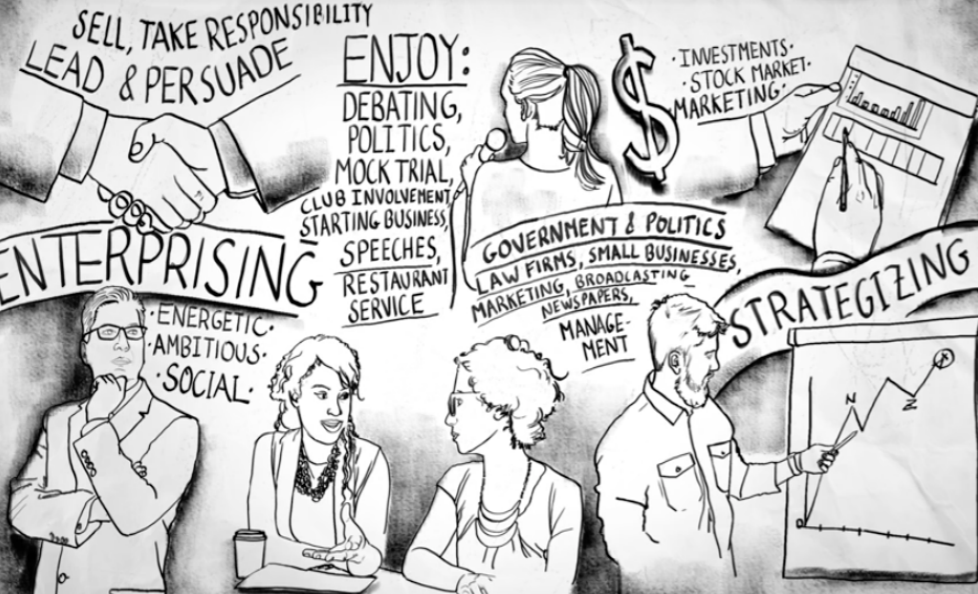 SELL, TAKE RESPONSIBILITY
LEAD & PERSUADE
ENJOY:
DEBATING,
POLITICS,
MOCK TRIAL,
CLUB INVOLVEMENT,
STARTING BUSINESS,
SPEECHES,
RESTAURANT
SERVICE
$
·INVESTMENTS·
·STOCK MARKET·
MARKETING·
ENTERPRISING
·ENERGETIC·
·AMBITIOUS·
·SOCIAL·
GOVERNMENT & POLITICS
LAW FIRMS, SMALL BUSINESSES,
MARKETING, BROADCASTING
NEWSPAPERS,
MANAGE-
MENT
STRATEGIZING
N
N
X